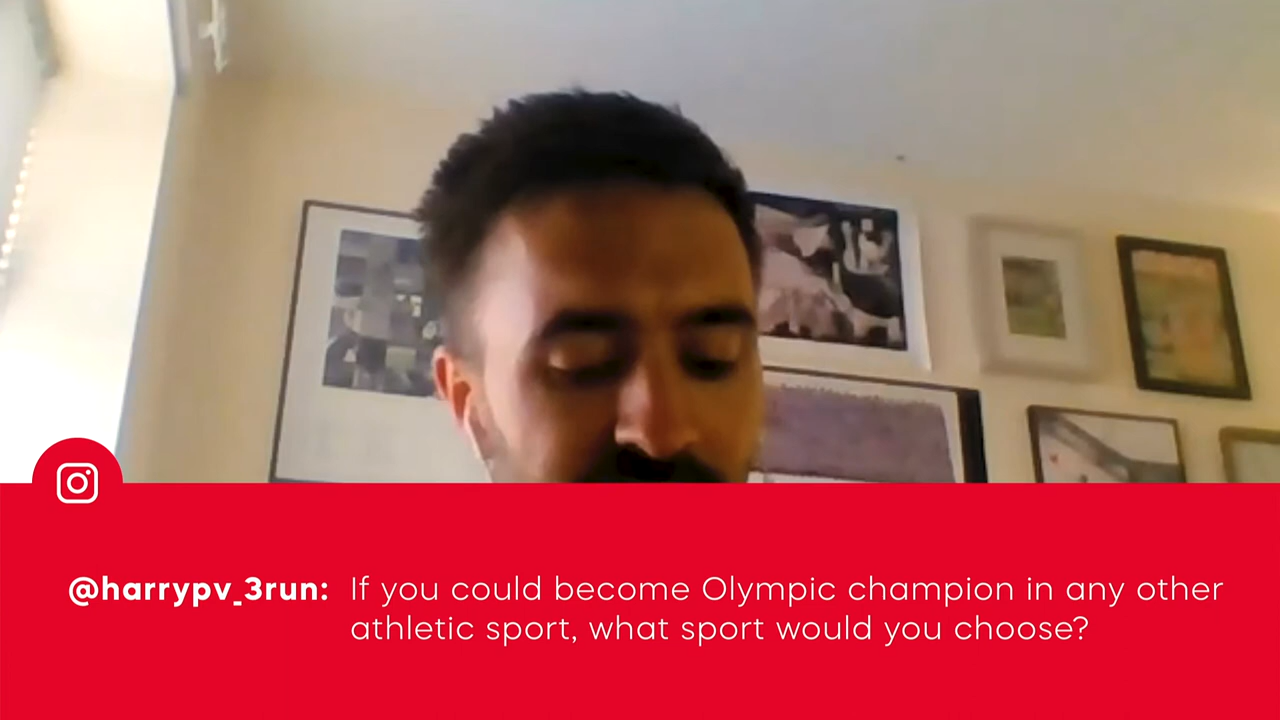 @harrypv_3run: If you could become Olympic champion in any other
athletic sport, what sport would you choose?